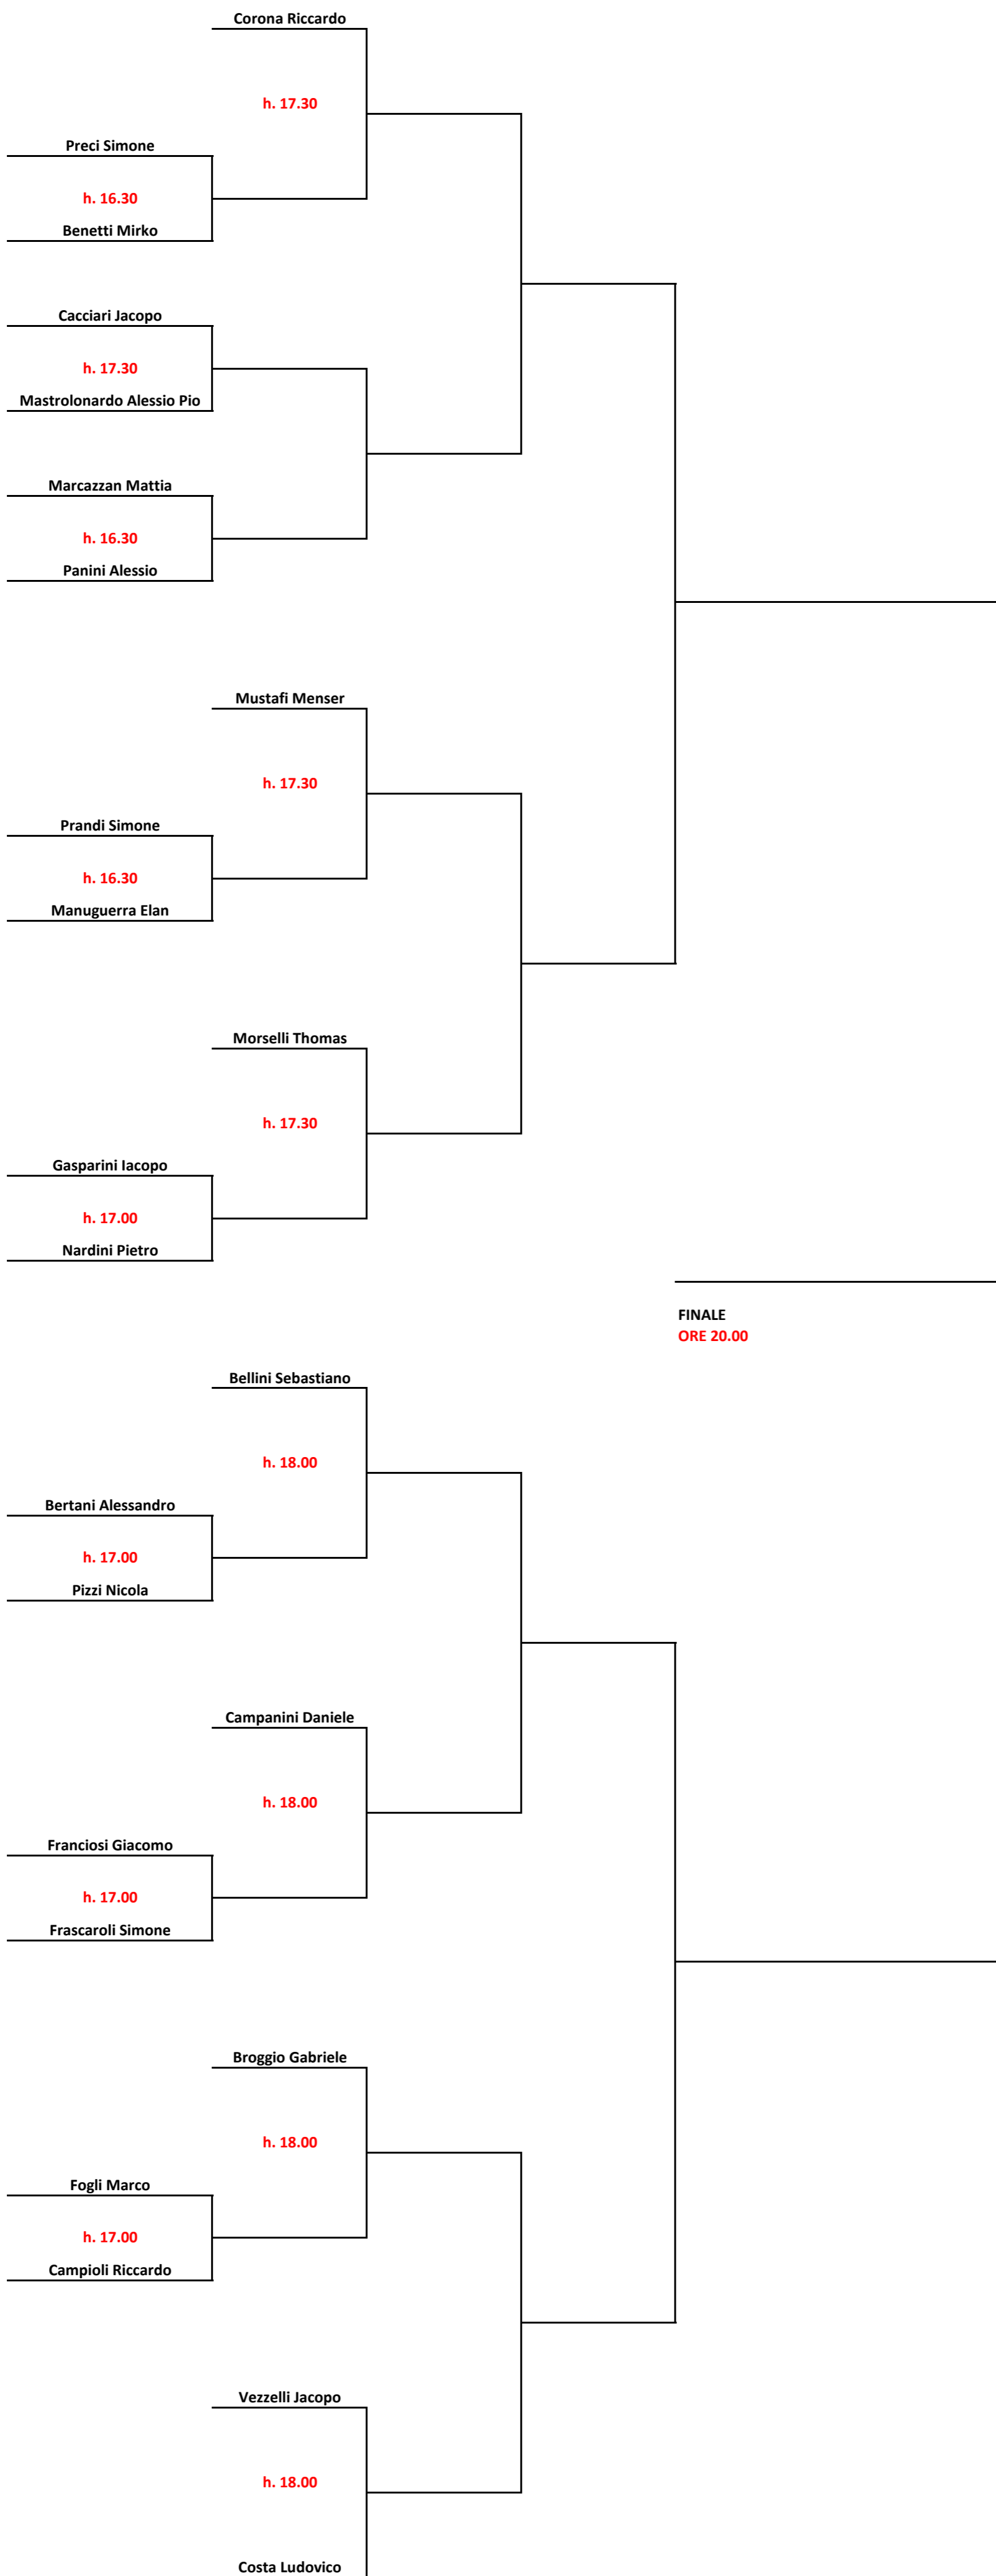 Corona Riccardo
h. 17.30
Preci Simone
h. 16.30
Benetti Mirko
Cacciari Jacopo
h. 17.30
Mastrolonardo Alessio Pio
Marcazzan Mattia
h. 16.30
Panini Alessio
Mustafi Menser
h. 17.30
Prandi Simone
h. 16.30
Manuguerra Elan
Morselli Thomas
h. 17.30
Gasparini Iacopo
h. 17.00
Nardini Pietro
FINALE
ORE 20.00
Bellini Sebastiano
h. 18.00
Bertani Alessandro
h. 17.00
Pizzi Nicola
Campanini Daniele
h. 18.00
Franciosi Giacomo
h. 17.00
Frascaroli Simone
Broggio Gabriele
h. 18.00
Fogli Marco
h. 17.00
Campioli Riccardo
Vezzelli Jacopo
h. 18.00
Costa Ludovico